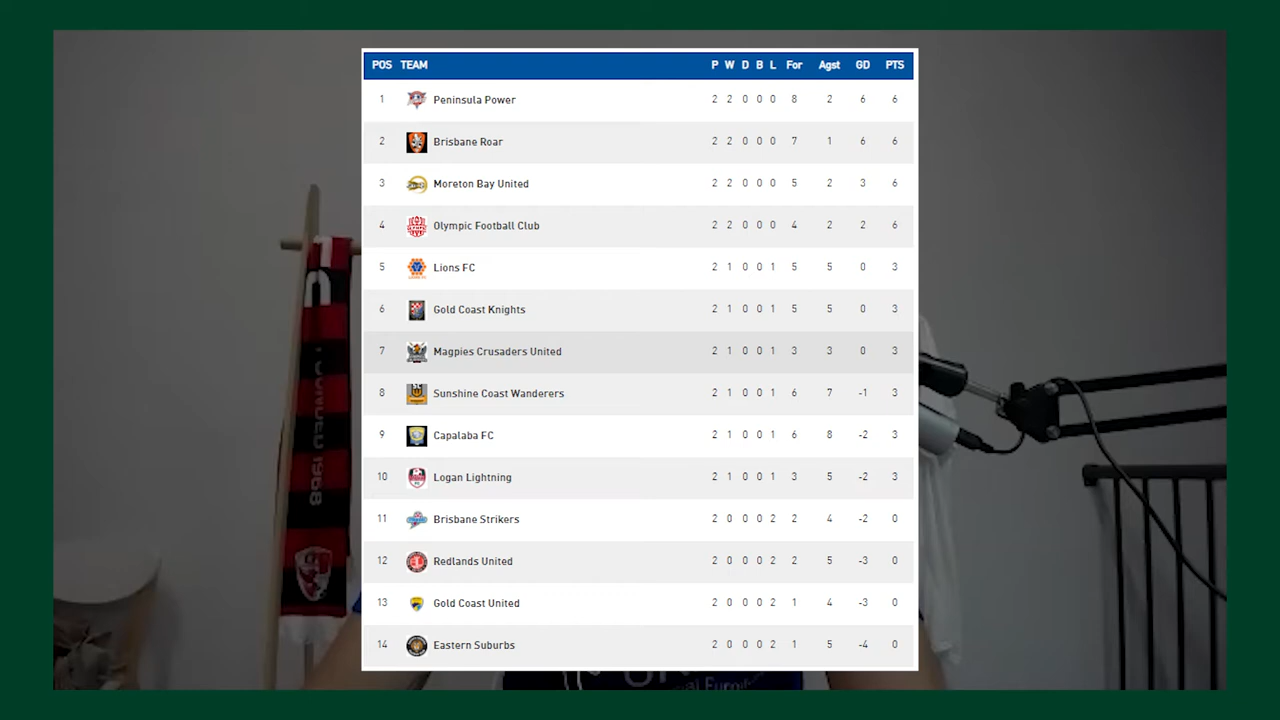 POS TEAM P W D B L For Agst GD PTS
1 Peninsula Power 2 2 0 0 0 8 2 6 6
2 Brisbane Roar 2 2 0 0 0 7 1 6 6
3 Moreton Bay United 2 2 0 0 0 5 2 3 6
4 Olympic Football Club 2 2 0 0 0 4 2 2 6
5 Lions FC 2 1 0 0 1 5 5 0 3
6 Gold Coast Knights 2 1 0 0 1 5 5 0 3
7 Magpies Crusaders United 2 1 0 0 1 3 3 0 3
8 Sunshine Coast Wanderers 2 1 0 0 1 6 7 -1 3
9 Capalaba FC 2 1 0 0 1 6 8 -2 3
10 Logan Lightning 2 1 0 0 1 3 5 -2 3
11 Brisbane Strikers 2 0 0 0 2 2 4 -2 0
12 Redlands United 2 0 0 0 2 2 5 -3 0
13 Gold Coast United 2 0 0 0 2 1 4 -3 0
14 Eastern Suburbs 2 0 0 0 2 1 5 -4 0